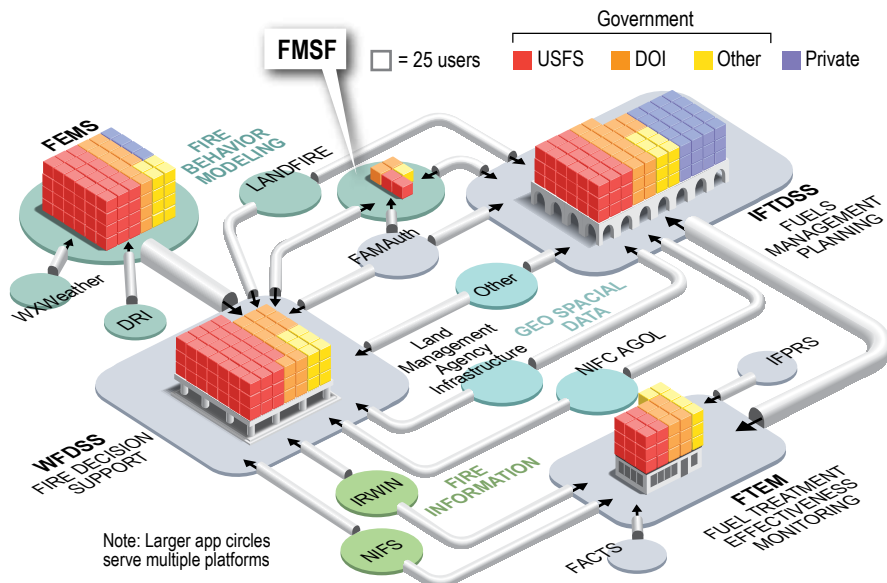 Government
FMSF
= 25 users
USFS
DOI
Other
Private
FEMS
FIRE
BEHAVIOR
MODELING
LANDFIRE
IFTDSS
FUELS
MANAGEMENT
PLANNING
FAMAuth
WXWeather
DRI
Other
GEO SPACIAL
DATA
Land
Management
Agency
Infrastructure
NIFC AGOL
IFPRS
WFDSS
FIRE DECISION
SUPPORT
IRWIN
FIRE
INFORMATION
NIFS
FTEM
FUEL TREATMENT
EFFECTIVENESS
MONITORING
FACTS
Note: Larger app circles
serve multiple platforms